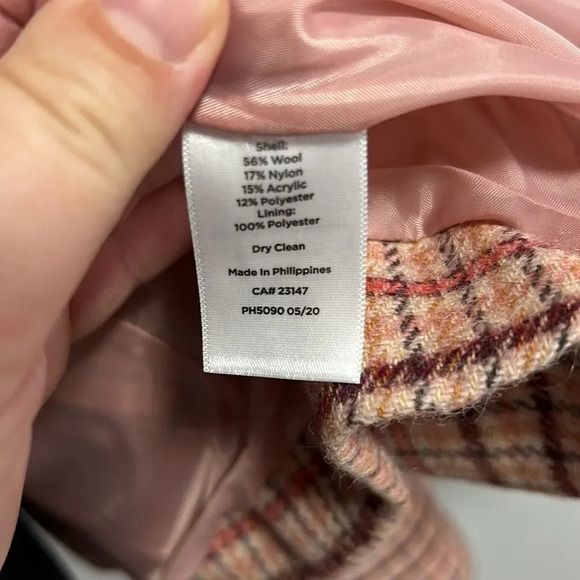 Shell:
56% Wool
17% Nylon
15% Acrylic
12% Polyester
Lining:
100% Polyester
Dry Clean
Made In Philippines
CA# 23147
PH5090 05/20